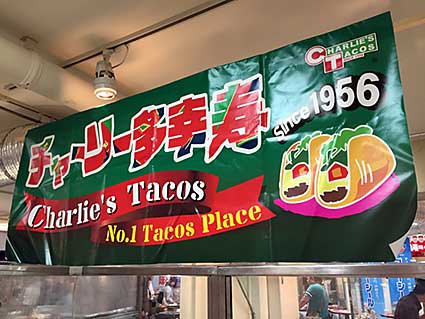 CHARLIE'S
TACOS
Since 1956
チャーリー多幸寿
Charlie's Tacos
No.1 Tacos Place